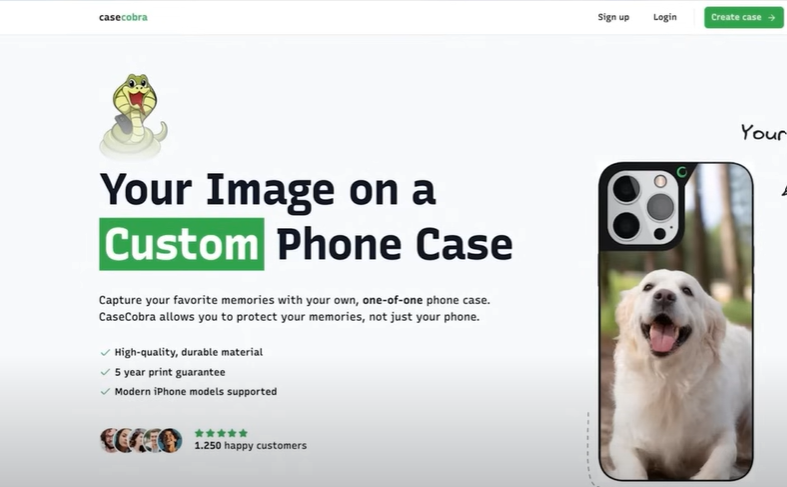 casecobra
Sign up
Login
Create case →
Your
Your Image on a
Custom Phone Case
Capture your favorite memories with your own, one-of-one phone case.
CaseCobra allows you to protect your memories, not just your phone.
High-quality, durable material
5 year print guarantee
Modern iPhone models supported
1.250 happy customers